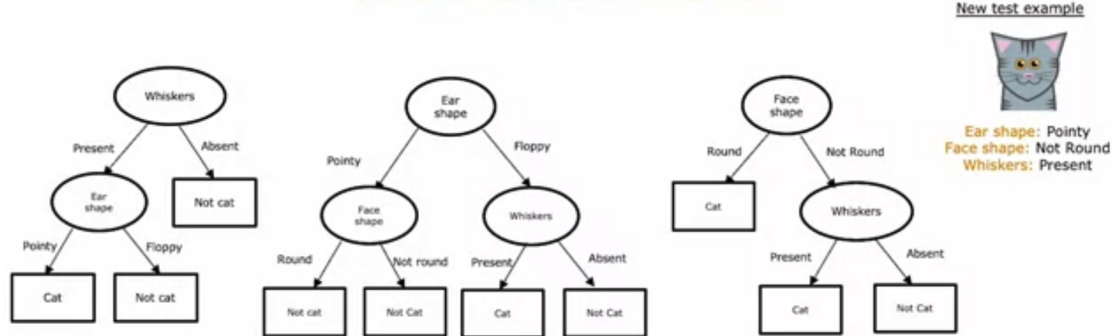 New test example
Ear shape: Pointy
Face shape: Not Round
Whiskers: Present
Whiskers
Present
Absent
Ear
shape
Not cat
Pointy
Floppy
Cat
Not cat
Ear
shape
Pointy
Floppy
Face
shape
Whiskers
Round
Not round
Present
Absent
Not cat
Not Cat
Cat
Not Cat
Face
shape
Round
Not Round
Cat
Whiskers
Present
Absent
Cat
Not Cat